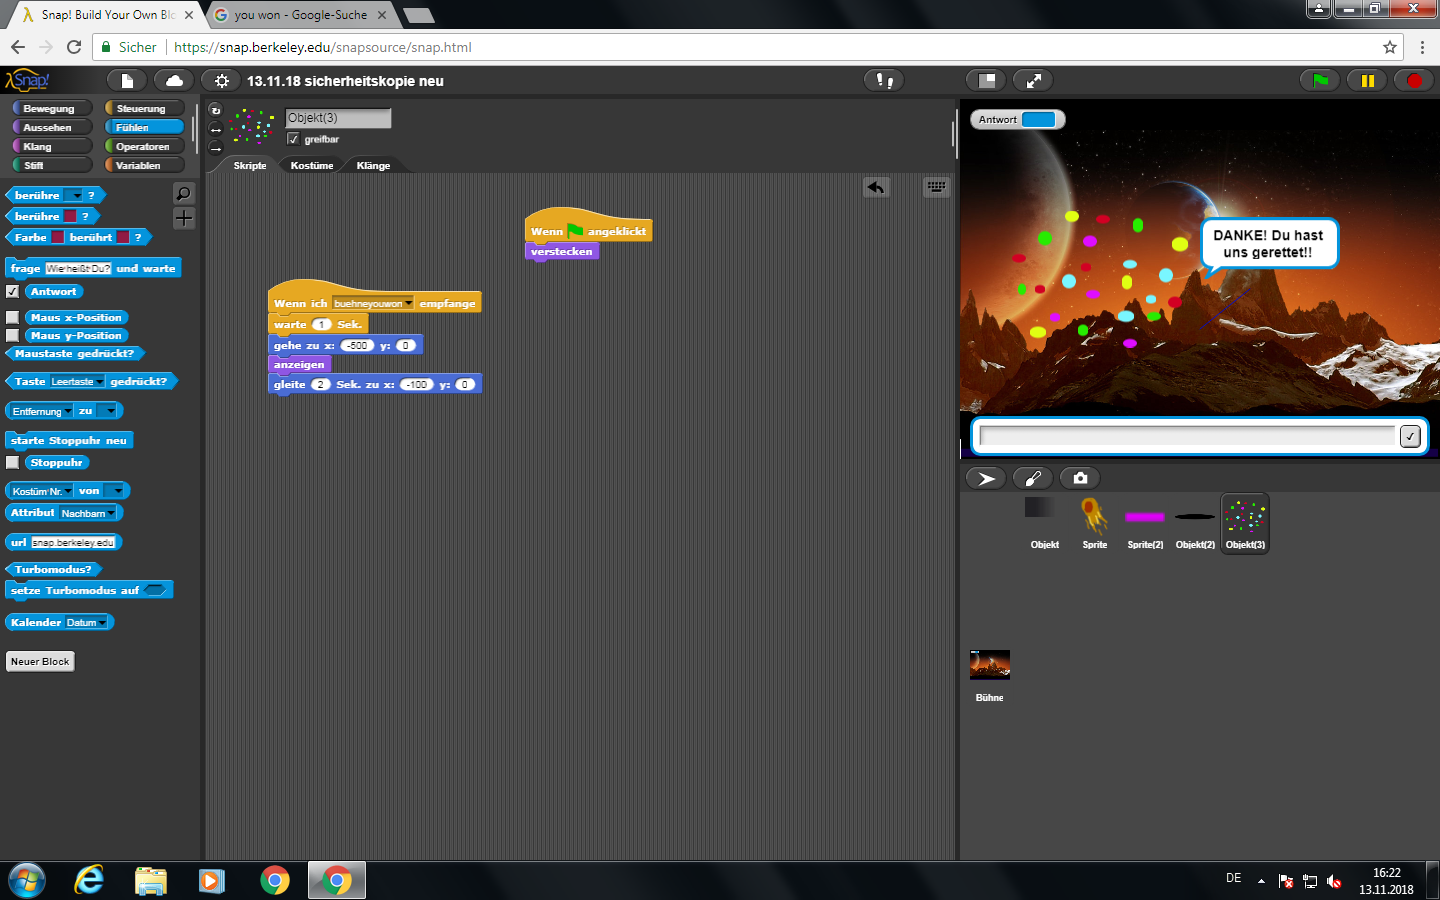 Snap! Build Your Own Blo
you won - Google-Suche
Sicher
https://snap.berkeley.edu/snapsource/snap.html
Snap!
13.11.18 sicherheitskopie neu
Bewegung
Steuerung
Aussehen
Fühlen
Klang
Operatoren
Stift
Variablen
berühre ?
berühre ?
Farbe berührt ?
frage Wie heißt Du? und warte
Antwort
Maus x-Position
Maus y-Position
Maustaste gedrückt?
Taste Leertaste gedrückt?
Entfernung zu
starte Stoppuhr neu
Stoppuhr
Kostüm Nr. von
Attribut Nachbarn
url snap.berkeley.edu
Turbomodus?
setze Turbomodus auf
Kalender Datum
Neuer Block
Objekt(3)
greifbar
Skripte
Kostüme
Klänge
Wenn angeklickt
verstecken
Wenn ich buehneyouwon empfange
warte 1 Sek.
gehe zu x: -500 y: 0
anzeigen
gleite 2 Sek. zu x: -100 y: 0
Antwort
DANKE! Du hast
uns gerettet!!
Objekt
Sprite
Sprite(2)
Objekt(2)
Objekt(3)
Bühne
DE
16:22
13.11.2018